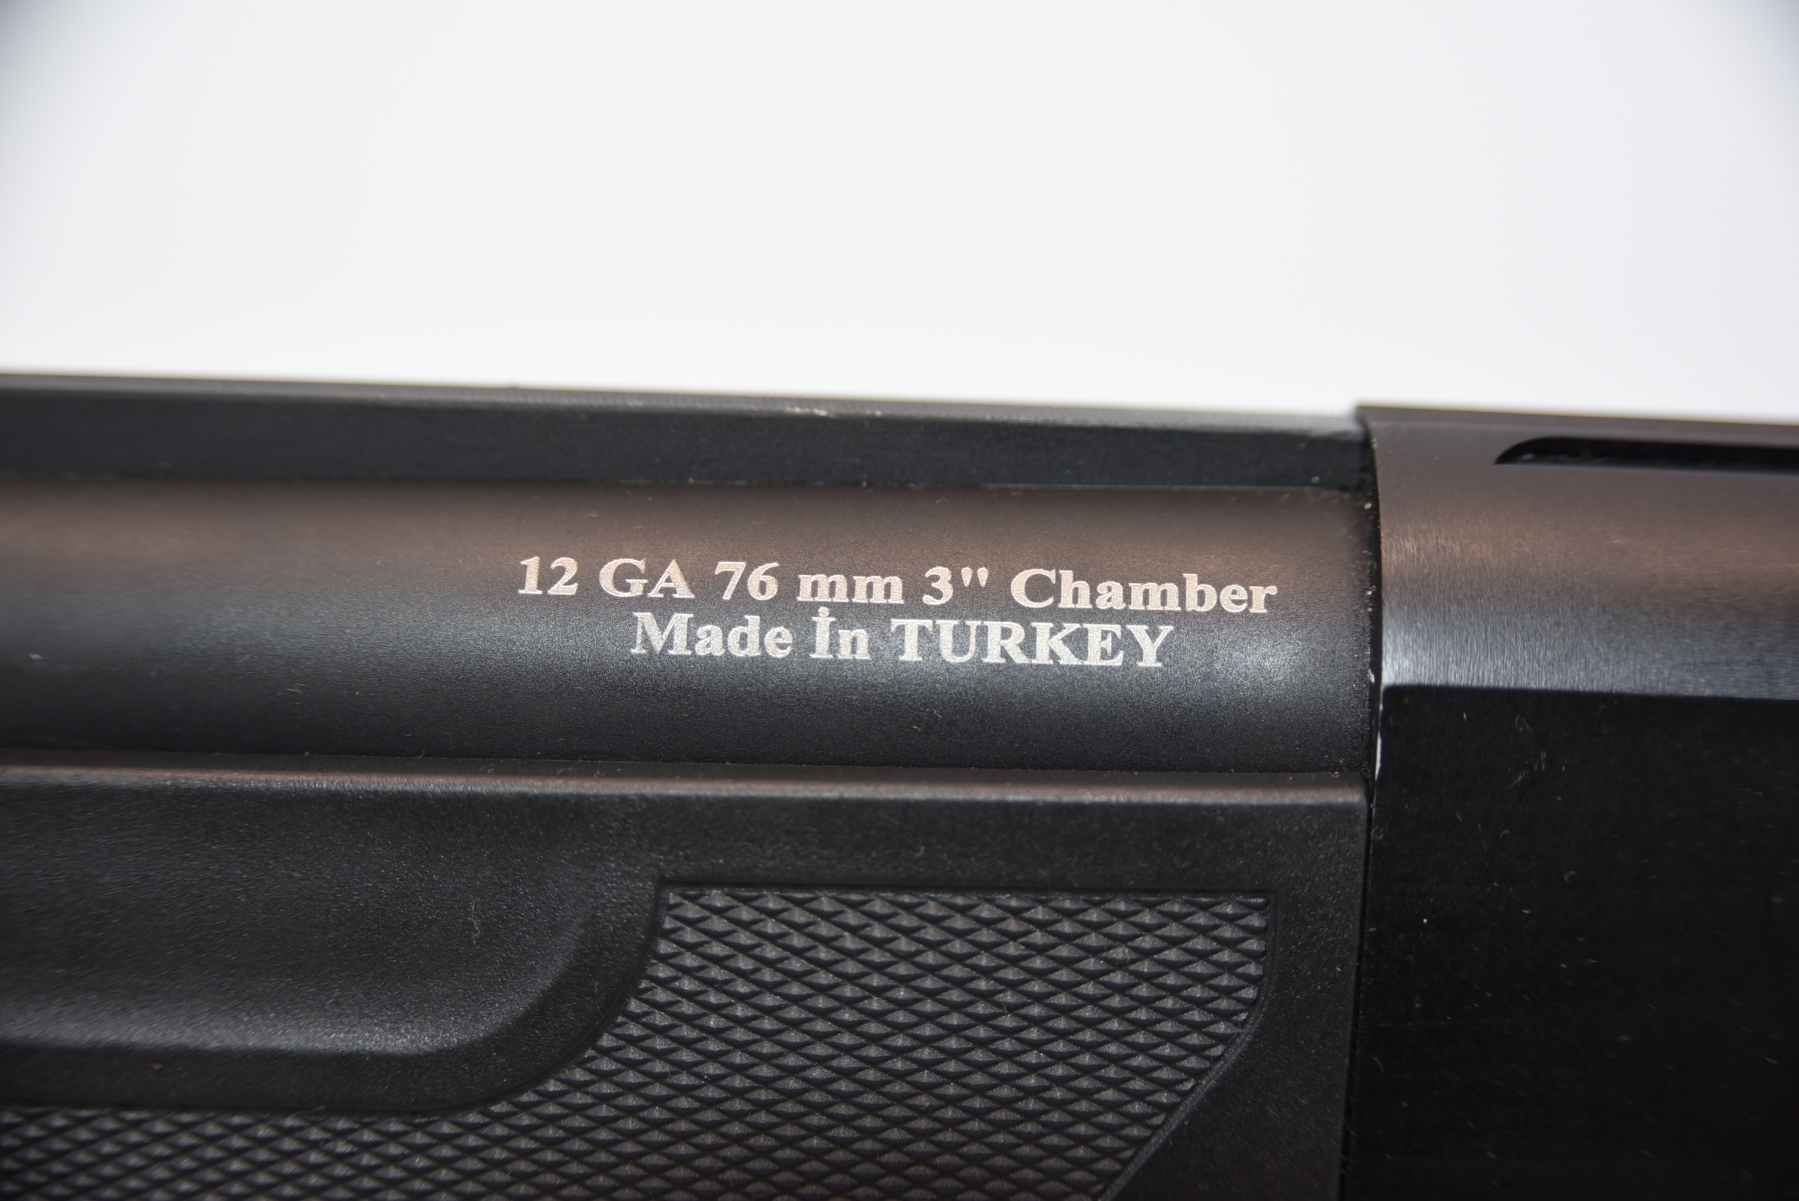 12 GA 76 mm 3" Chamber
Made İn TURKEY